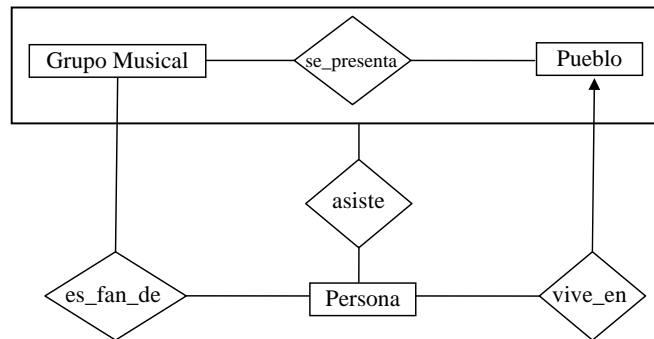 Grupo Musical
se_presenta
Pueblo
asiste
es_fan_de
Persona
vive_en